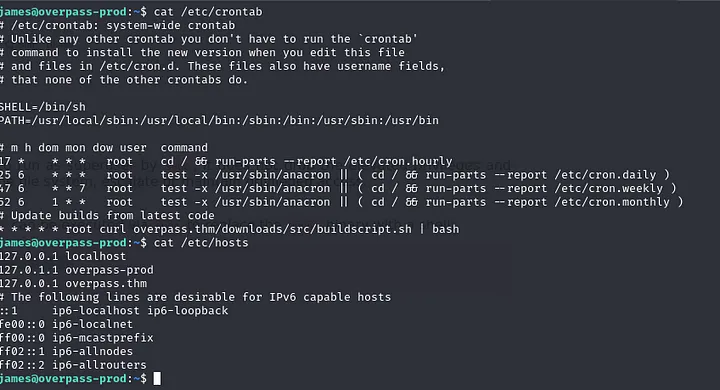 james@overpass-prod:~$ cat /etc/crontab
# /etc/crontab: system-wide crontab
# Unlike any other crontab you don't have to run the `crontab'
# command to install the new version when you edit this file
# and files in /etc/cron.d. These files also have username fields,
# that none of the other crontabs do.
SHELL=/bin/sh
PATH=/usr/local/sbin:/usr/local/bin:/sbin:/bin:/usr/sbin:/usr/bin
# m h dom mon dow user  command
17 *    * * *   root    cd / && run-parts --report /etc/cron.hourly
25 6    * * *   root    test -x /usr/sbin/anacron || ( cd / && run-parts --report /etc/cron.daily )
47 6    * * 7   root    test -x /usr/sbin/anacron || ( cd / && run-parts --report /etc/cron.weekly )
52 6    1 * *   root    test -x /usr/sbin/anacron || ( cd / && run-parts --report /etc/cron.monthly )
# Update builds from latest code
* * * * * root curl overpass.thm/downloads/src/buildscript.sh | bash
james@overpass-prod:~$ cat /etc/hosts
127.0.0.1 localhost
127.0.1.1 overpass-prod
127.0.0.1 overpass.thm
# The following lines are desirable for IPv6 capable hosts
::1     ip6-localhost ip6-loopback
fe00::0 ip6-localnet
ff00::0 ip6-mcastprefix
ff02::1 ip6-allnodes
ff02::2 ip6-allrouters
james@overpass-prod:~$